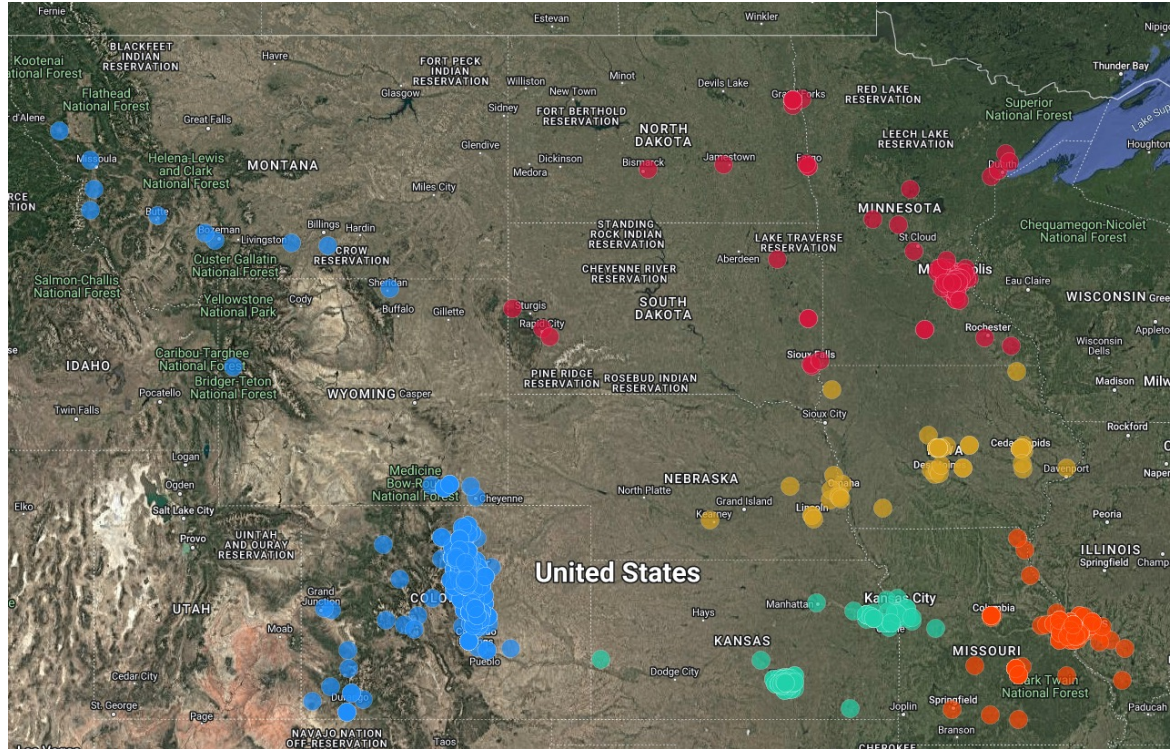 Fernie
Estevan
Winkler
BLACKFEET
INDIAN
RESERVATION
Havre
Kootenai
National Forest
FORT PECK
INDIAN
RESERVATION
Williston
Minot
Devils Lake
Thunder Bay
Flathead
National Forest
Glasgow
New Town
RED LAKE
RESERVATION
Superior
National Forest
Sidney
FORT BERTHOLD
RESERVATION
Great Falls
NORTH
DAKOTA
LEECH LAKE
RESERVATION
Houghton
Missoula
Helena-Lewis
and Clark
National Forest
MONTANA
Glendive
Dickinson
Medora
Bismarck
Jamestown
Miles City
MINNESOTA
Butte
Bozeman
Livingston
Billings
Hardin
CROW
RESERVATION
STANDING
ROCK INDIAN
RESERVATION
LAKE TRAVERSE
RESERVATION
St Cloud
Chequamegon-Nicolet
National Forest
Custer Gallatin
National Forest
Aberdeen
CHEYENNE RIVER
RESERVATION
Salmon-Challis
National Forest
Sheridan
Eau Claire
Yellowstone
National Park
Cody
Buffalo
Gillette
Sturgis
SOUTH
DAKOTA
WISCONSIN
Rapid City
Rochester
Wisconsin
Dells
IDAHO
Caribou-Targhee
National Forest
Bridger-Teton
National Forest
Sioux Falls
PINE RIDGE
RESERVATION
ROSEBUD INDIAN
RESERVATION
Madison
Pocatello
WYOMING
Casper
Twin Falls
Sioux City
Rockford
Logan
Cedar Rapids
Medicine
NEBRASKA
Davenport
Ogden
North Platte
Grand Island
Omaha
Elko
Salt Lake City
Cheyenne
Lincoln
Kearney
Peoria
Provo
UINTAH
AND OURAY
RESERVATION
ILLINOIS
Springfield
United States
Grand
Junction
UTAH
Manhattan
Kansas City
Columbia
Hays
Moab
KANSAS
MISSOURI
Pueblo
Cedar City
Dodge City
Mark Twain
National Forest
St. George
Page
Joplin
Springfield
Paducah
Branson
NAVAJO NATION
OFF-RESERVATION
Taos
CHEROKEE